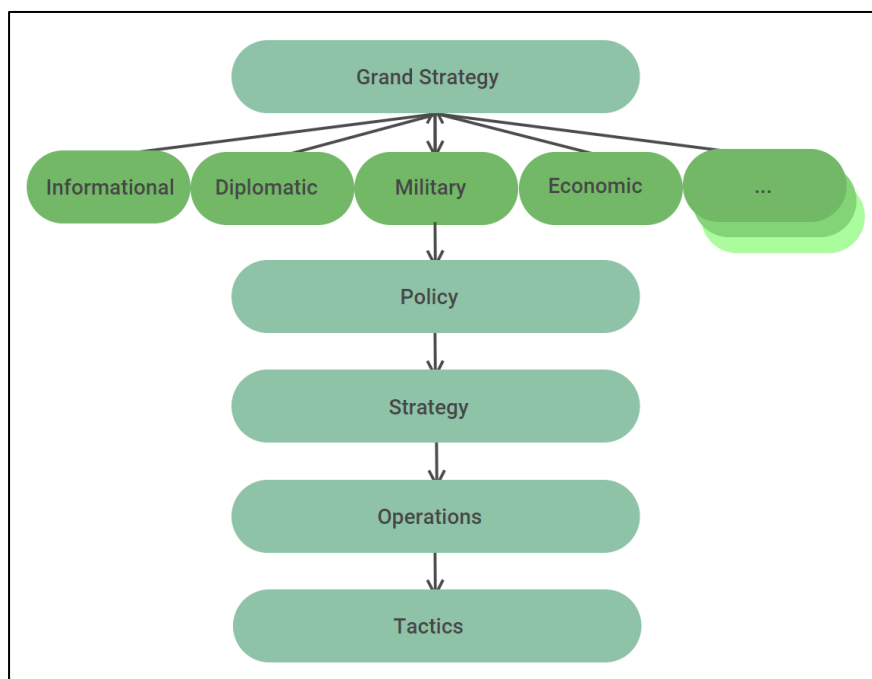 Grand Strategy
Informational
Diplomatic
Military
Economic
...
Policy
Strategy
Operations
Tactics